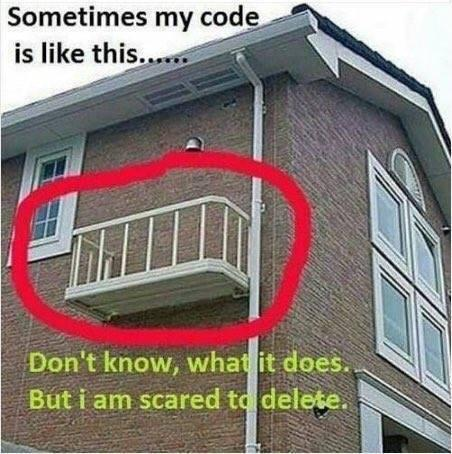 Sometimes my code
is like this......
Don't know, what it does.
But i am scared to delete.